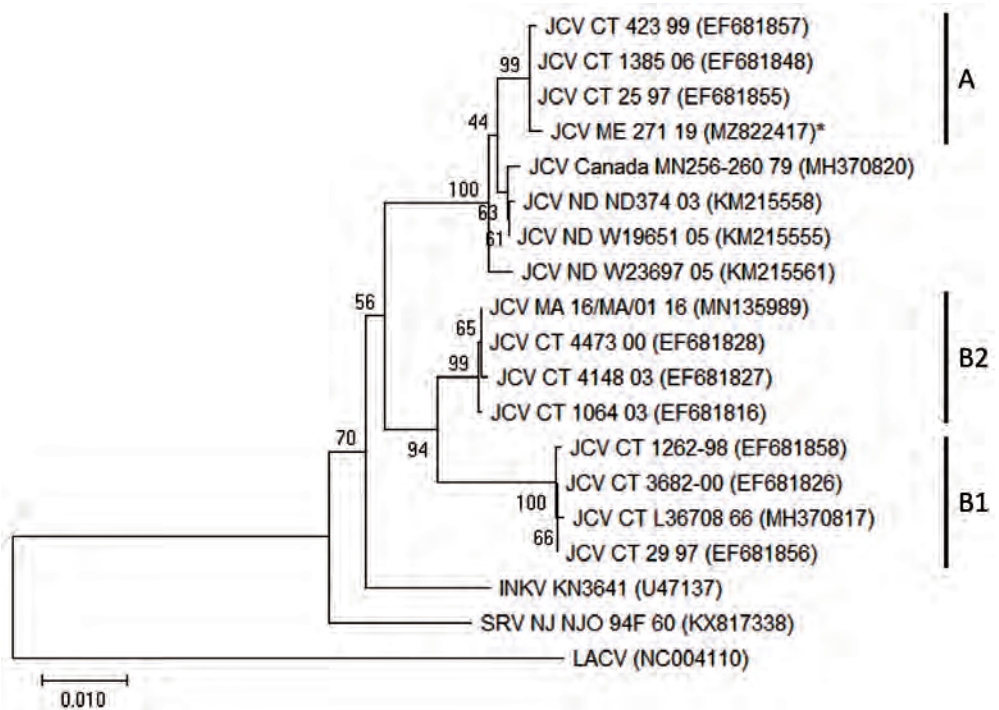 JCV CT 423 99 (EF681857)
JCV CT 1385 06 (EF681848)
99
A
JCV CT 25 97 (EF681855)
44
JCV ME 271 19 (MZ822417)*
JCV Canada MN256-260 79 (MH370820)
100
JCV ND ND374 03 (KM215558)
63
61
JCV ND W19651 05 (KM215555)
JCV ND W23697 05 (KM215561)
56
JCV MA 16/MA/01 16 (MN135989)
65
JCV CT 4473 00 (EF681828)
B2
99
JCV CT 4148 03 (EF681827)
JCV CT 1064 03 (EF681816)
70
94
JCV CT 1262-98 (EF681858)
JCV CT 3682-00 (EF681826)
100
B1
JCV CT L36708 66 (MH370817)
66
JCV CT 29 97 (EF681856)
INKV KN3641 (U47137)
SRV NJ NJO 94F 60 (KX817338)
LACV (NC004110)
0.010